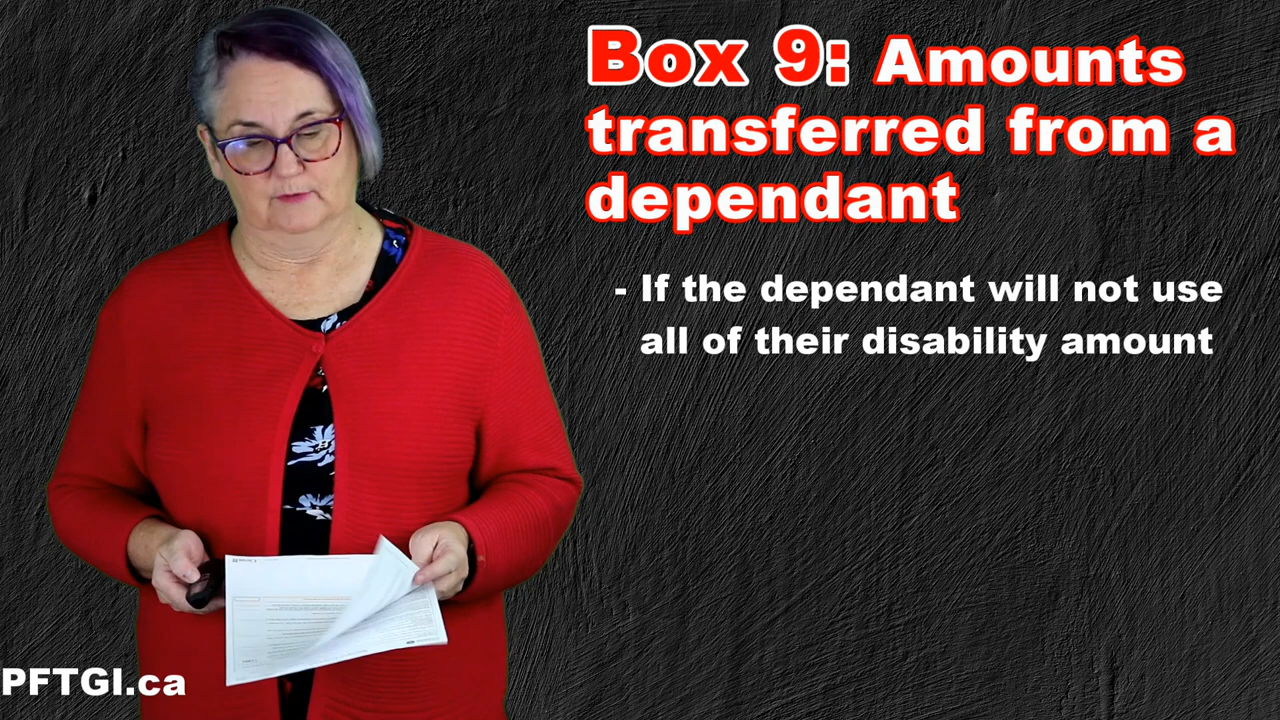 Box 9: Amounts
transferred from a
dependant
- If the dependant will not use
all of their disability amount
PFTGI.ca